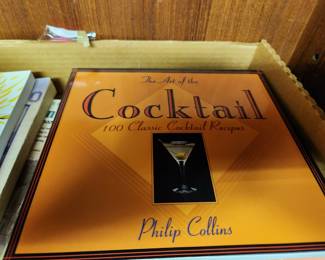 The Art of the
Cocktail
100 Classic Cocktail Recipes
Philip Collins